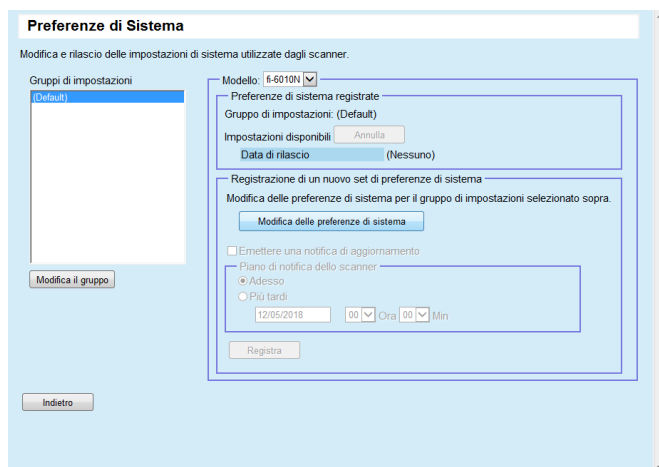 Preferenze di Sistema
Modifica e rilascio delle impostazioni di sistema utilizzate dagli scanner.
Gruppi di impostazioni
(Default)
Modifica il gruppo
Modello: fi-6010N
Preferenze di sistema registrate
Gruppo di impostazioni: (Default)
Impostazioni disponibili Annulla
Data di rilascio (Nessuno)
Registrazione di un nuovo set di preferenze di sistema
Modifica delle preferenze di sistema per il gruppo di impostazioni selezionato sopra.
Modifica delle preferenze di sistema
Emettere una notifica di aggiornamento
Piano di notifica dello scanner
Adesso
Più tardi
12/05/2018 00 Ora 00 Min
Registra
Indietro